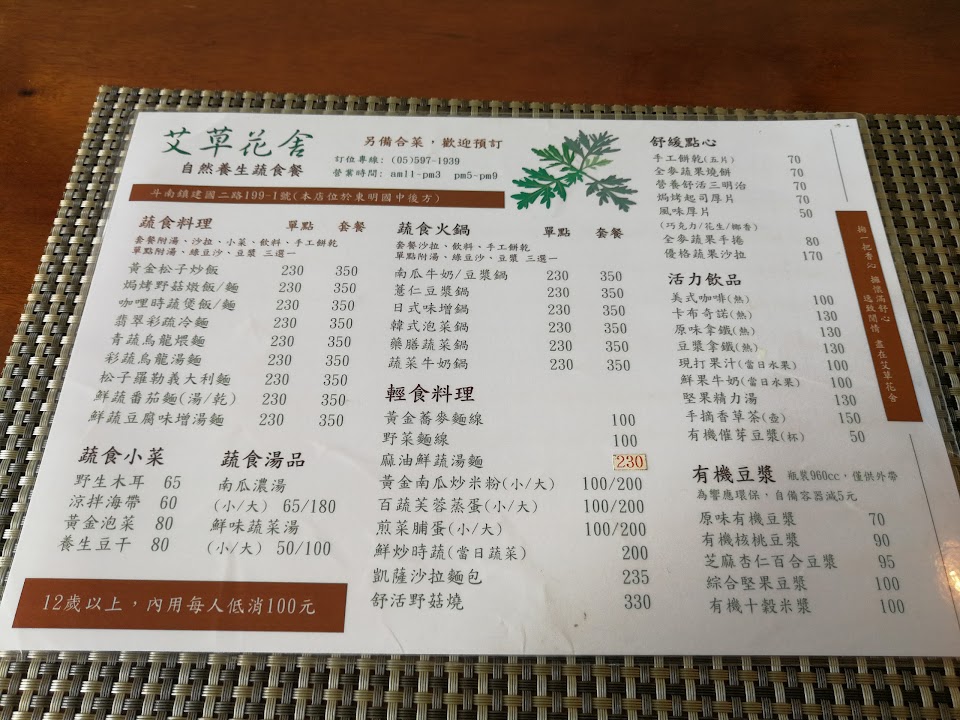 艾草花舍
自然養生蔬食餐
另備合菜，歡迎預訂
訂位專線: (05)597-1939
營業時間: am11-pm3 pm5-pm9
斗南鎮建國二路199-1號(本店位於東明國中後方)
蔬食料理 單點 套餐
套餐附湯、沙拉、小菜、飲料、手工餅乾
單點附湯、綠豆沙、豆漿 三選一
黃金松子炒飯 230 350
焗烤野菇燉飯/麵 230 350
咖哩時蔬煲飯/麵 230 350
翡翠彩疏冷麵 230 350
青蔬烏龍煨麵 230 350
彩蔬烏龍湯麵 230 350
松子羅勒義大利麵 230 350
鮮蔬番茄麵(湯/乾) 230 350
鮮蔬豆腐味增湯麵 230 350
蔬食小菜
野生木耳 65
涼拌海帶 60
黃金泡菜 80
養生豆干 80
蔬食湯品
南瓜濃湯
(小/大) 65/180
鮮味蔬菜湯
(小/大) 50/100
12歲以上，內用每人低消100元
蔬食火鍋 單點 套餐
套餐沙拉、飲料、手工餅乾
單點附湯、綠豆沙、豆漿 三選一
南瓜牛奶/豆漿鍋 230 350
薏仁豆漿鍋 230 350
日式味增鍋 230 350
韓式泡菜鍋 230 350
藥膳蔬菜鍋 230 350
蔬菜牛奶鍋 230 350
輕食料理
黃金蕎麥麵線 100
野菜麵線 100
麻油鮮蔬湯麵 230
黃金南瓜炒米粉(小/大) 100/200
百蔬芙蓉蒸蛋(小/大) 100/200
煎菜脯蛋(小/大) 100/200
鮮炒時蔬(當日蔬菜) 200
凱薩沙拉麵包 235
舒活野菇燒 330
舒緩點心
手工餅乾(五片) 70
全麥蔬果燒餅 70
營養舒活三明治 70
焗烤起司厚片 70
風味厚片 50
(巧克力/花生/椰香)
全麥蔬果手捲 80
優格蔬果沙拉 170
活力飲品
美式咖啡(熱) 100
卡布奇諾(熱) 130
原味拿鐵(熱) 130
豆漿拿鐵(熱) 130
現打果汁(當日水果) 100
鮮果牛奶(當日水果) 100
堅果精力湯 130
手摘香草茶(壺) 150
有機催芽豆漿(杯) 50
有機豆漿 瓶裝960cc，僅供外帶
為響應環保，自備容器減5元
原味有機豆漿 70
有機核桃豆漿 90
芝麻杏仁百合豆漿 95
綜合堅果豆漿 100
有機十穀米漿 100
擁一把香沁 擁懷滿舒心
逸致閒情 盡在艾草花舍